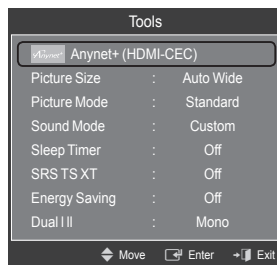 Tools
Anynet+ Anynet+ (HDMI-CEC)
Picture Size : Auto Wide
Picture Mode : Standard
Sound Mode : Custom
Sleep Timer : Off
SRS TS XT : Off
Energy Saving : Off
Dual I II : Mono
Move Enter Exit